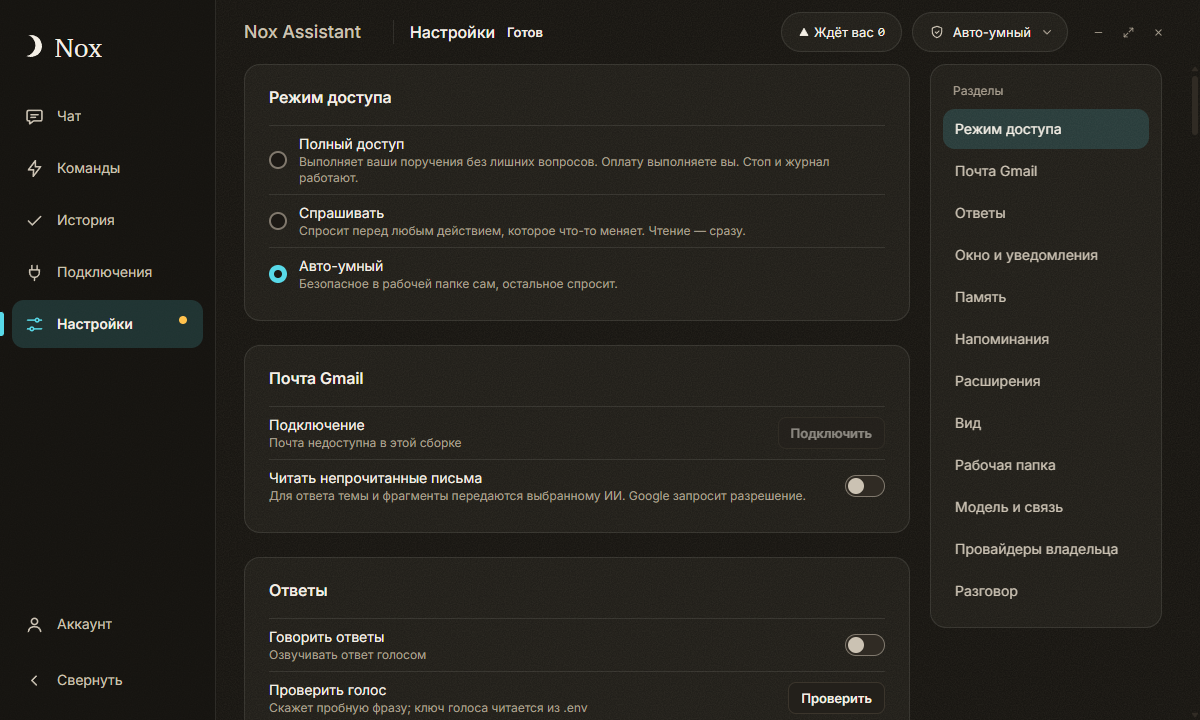 Nox
Чат
Команды
История
Подключения
Настройки
Аккаунт
Свернуть
Nox Assistant
Настройки Готов
▲ Ждёт вас 0
Авто-умный
Режим доступа
Полный доступ
Выполняет ваши поручения без лишних вопросов. Оплату выполняете вы. Стоп и журнал
работают.
Спрашивать
Спросит перед любым действием, которое что-то меняет. Чтение — сразу.
Авто-умный
Безопасное в рабочей папке сам, остальное спросит.
Почта Gmail
Подключение
Почта недоступна в этой сборке
Подключить
Читать непрочитанные письма
Для ответа темы и фрагменты передаются выбранному ИИ. Google запросит разрешение.
Ответы
Говорить ответы
Озвучивать ответ голосом
Проверить голос
Скажет пробную фразу; ключ голоса читается из .env
Проверить
Разделы
Режим доступа
Почта Gmail
Ответы
Окно и уведомления
Память
Напоминания
Расширения
Вид
Рабочая папка
Модель и связь
Провайдеры владельца
Разговор